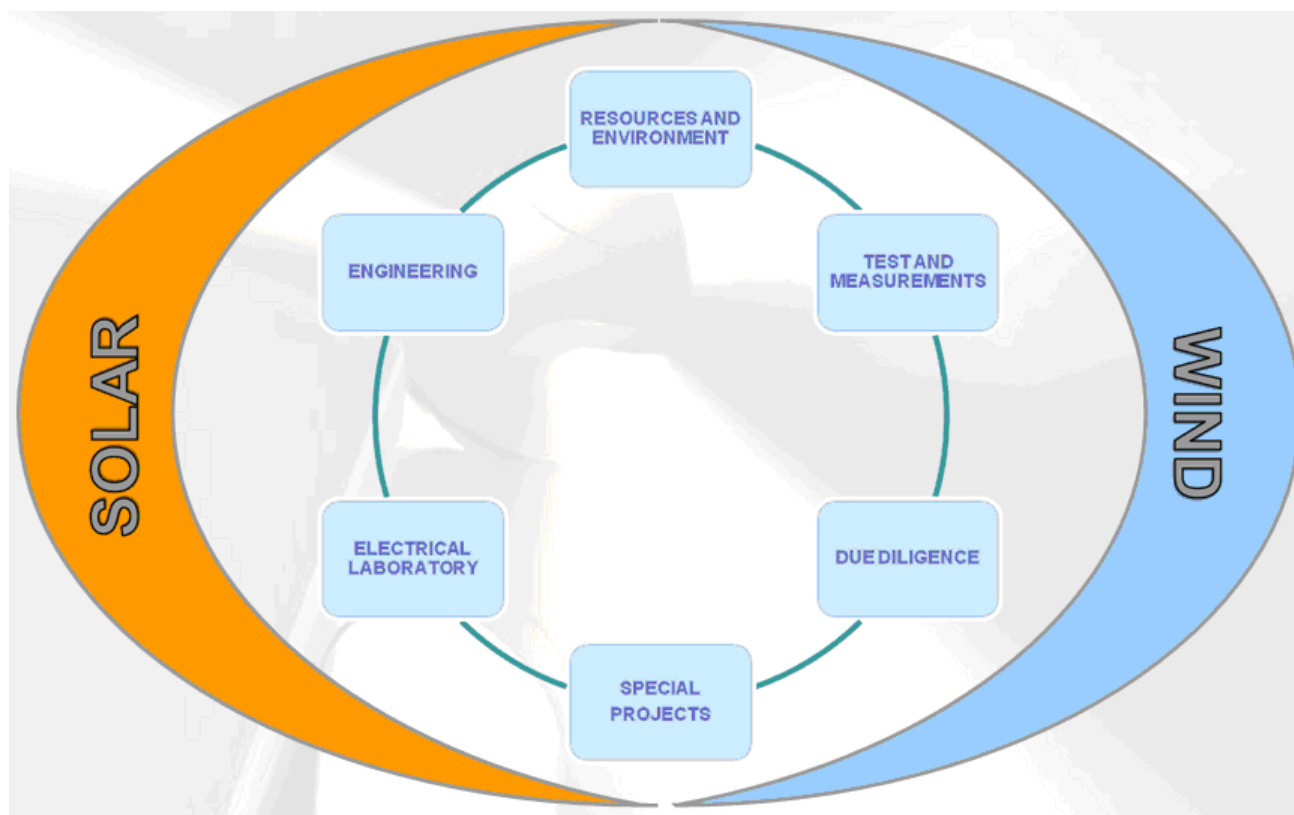 RESOURCES AND
ENVIRONMENT
ENGINEERING
TEST AND
MEASUREMENTS
SOLAR
WIND
ELECTRICAL
LABORATORY
DUE DILIGENCE
SPECIAL
PROJECTS